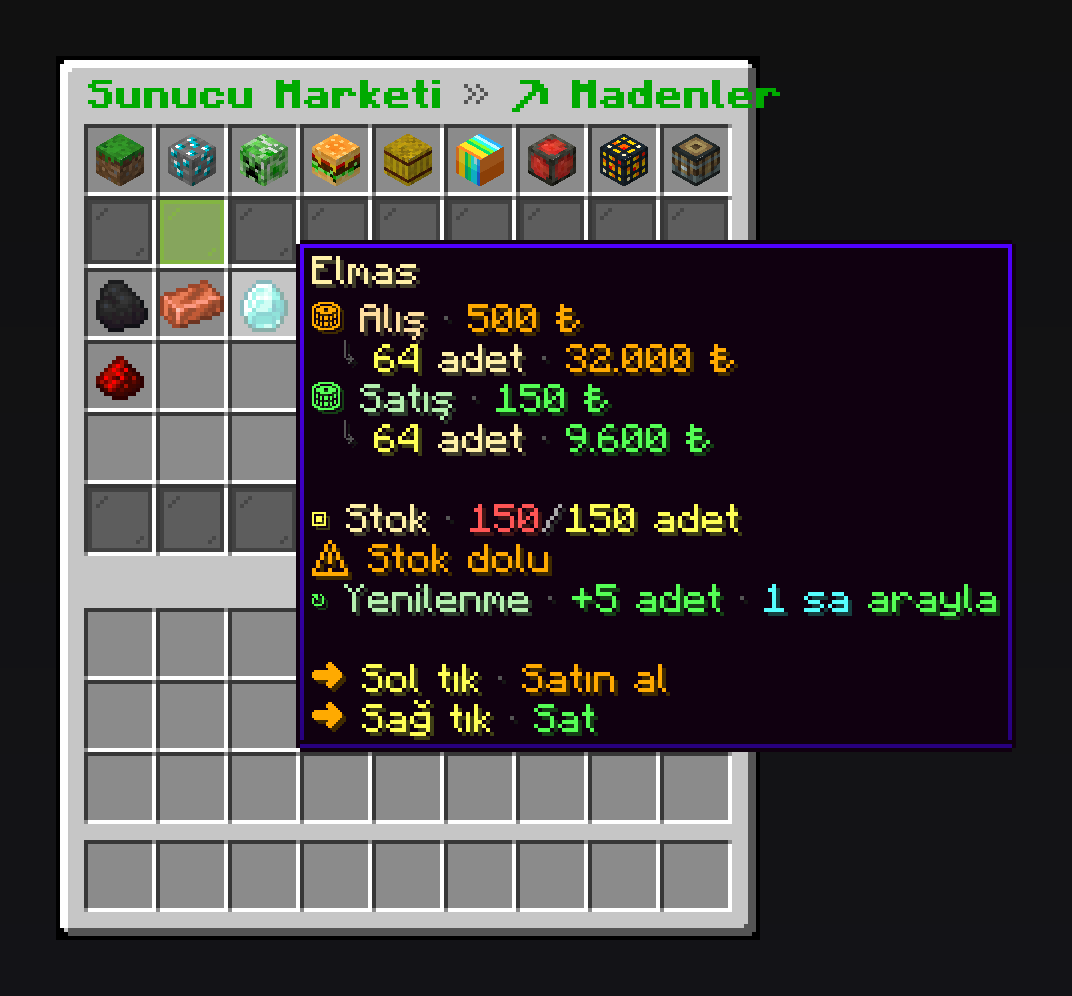 Sunucu Marketi » ↗ Madenler
Elmas
Alış · 500 ₺
↳ 64 adet · 32.000 ₺
Satış · 150 ₺
↳ 64 adet · 9.600 ₺
Stok · 150/150 adet
⚠ Stok dolu
↻ Yenilenme · +5 adet · 1 sa arayla
➡ Sol tık · Satın al
➡ Sağ tık · Sat